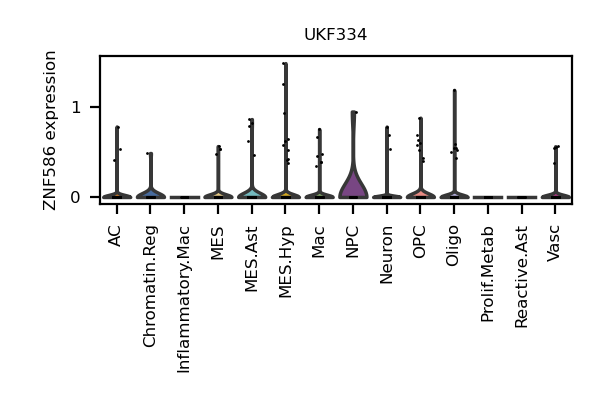 UKF334
ZNF586 expression
1
0
AC
Chromatin.Reg
Inflammatory.Mac
MES
MES.Ast
MES.Hyp
Mac
NPC
Neuron
OPC
Oligo
Prolif.Metab
Reactive.Ast
Vasc